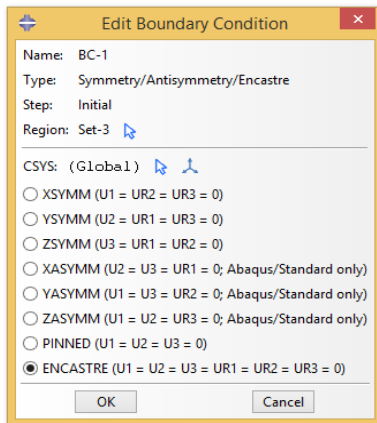 Edit Boundary Condition
Name: BC-1
Type: Symmetry/Antisymmetry/Encastre
Step: Initial
Region: Set-3
CSYS: (Global)
XSYMM (U1 = UR2 = UR3 = 0)
YSYMM (U2 = UR1 = UR3 = 0)
ZSYMM (U3 = UR1 = UR2 = 0)
XASYMM (U2 = U3 = UR1 = 0; Abaqus/Standard only)
YASYMM (U1 = U3 = UR2 = 0; Abaqus/Standard only)
ZASYMM (U1 = U2 = UR3 = 0; Abaqus/Standard only)
PINNED (U1 = U2 = U3 = 0)
ENCASTRE (U1 = U2 = U3 = UR1 = UR2 = UR3 = 0)
OK Cancel